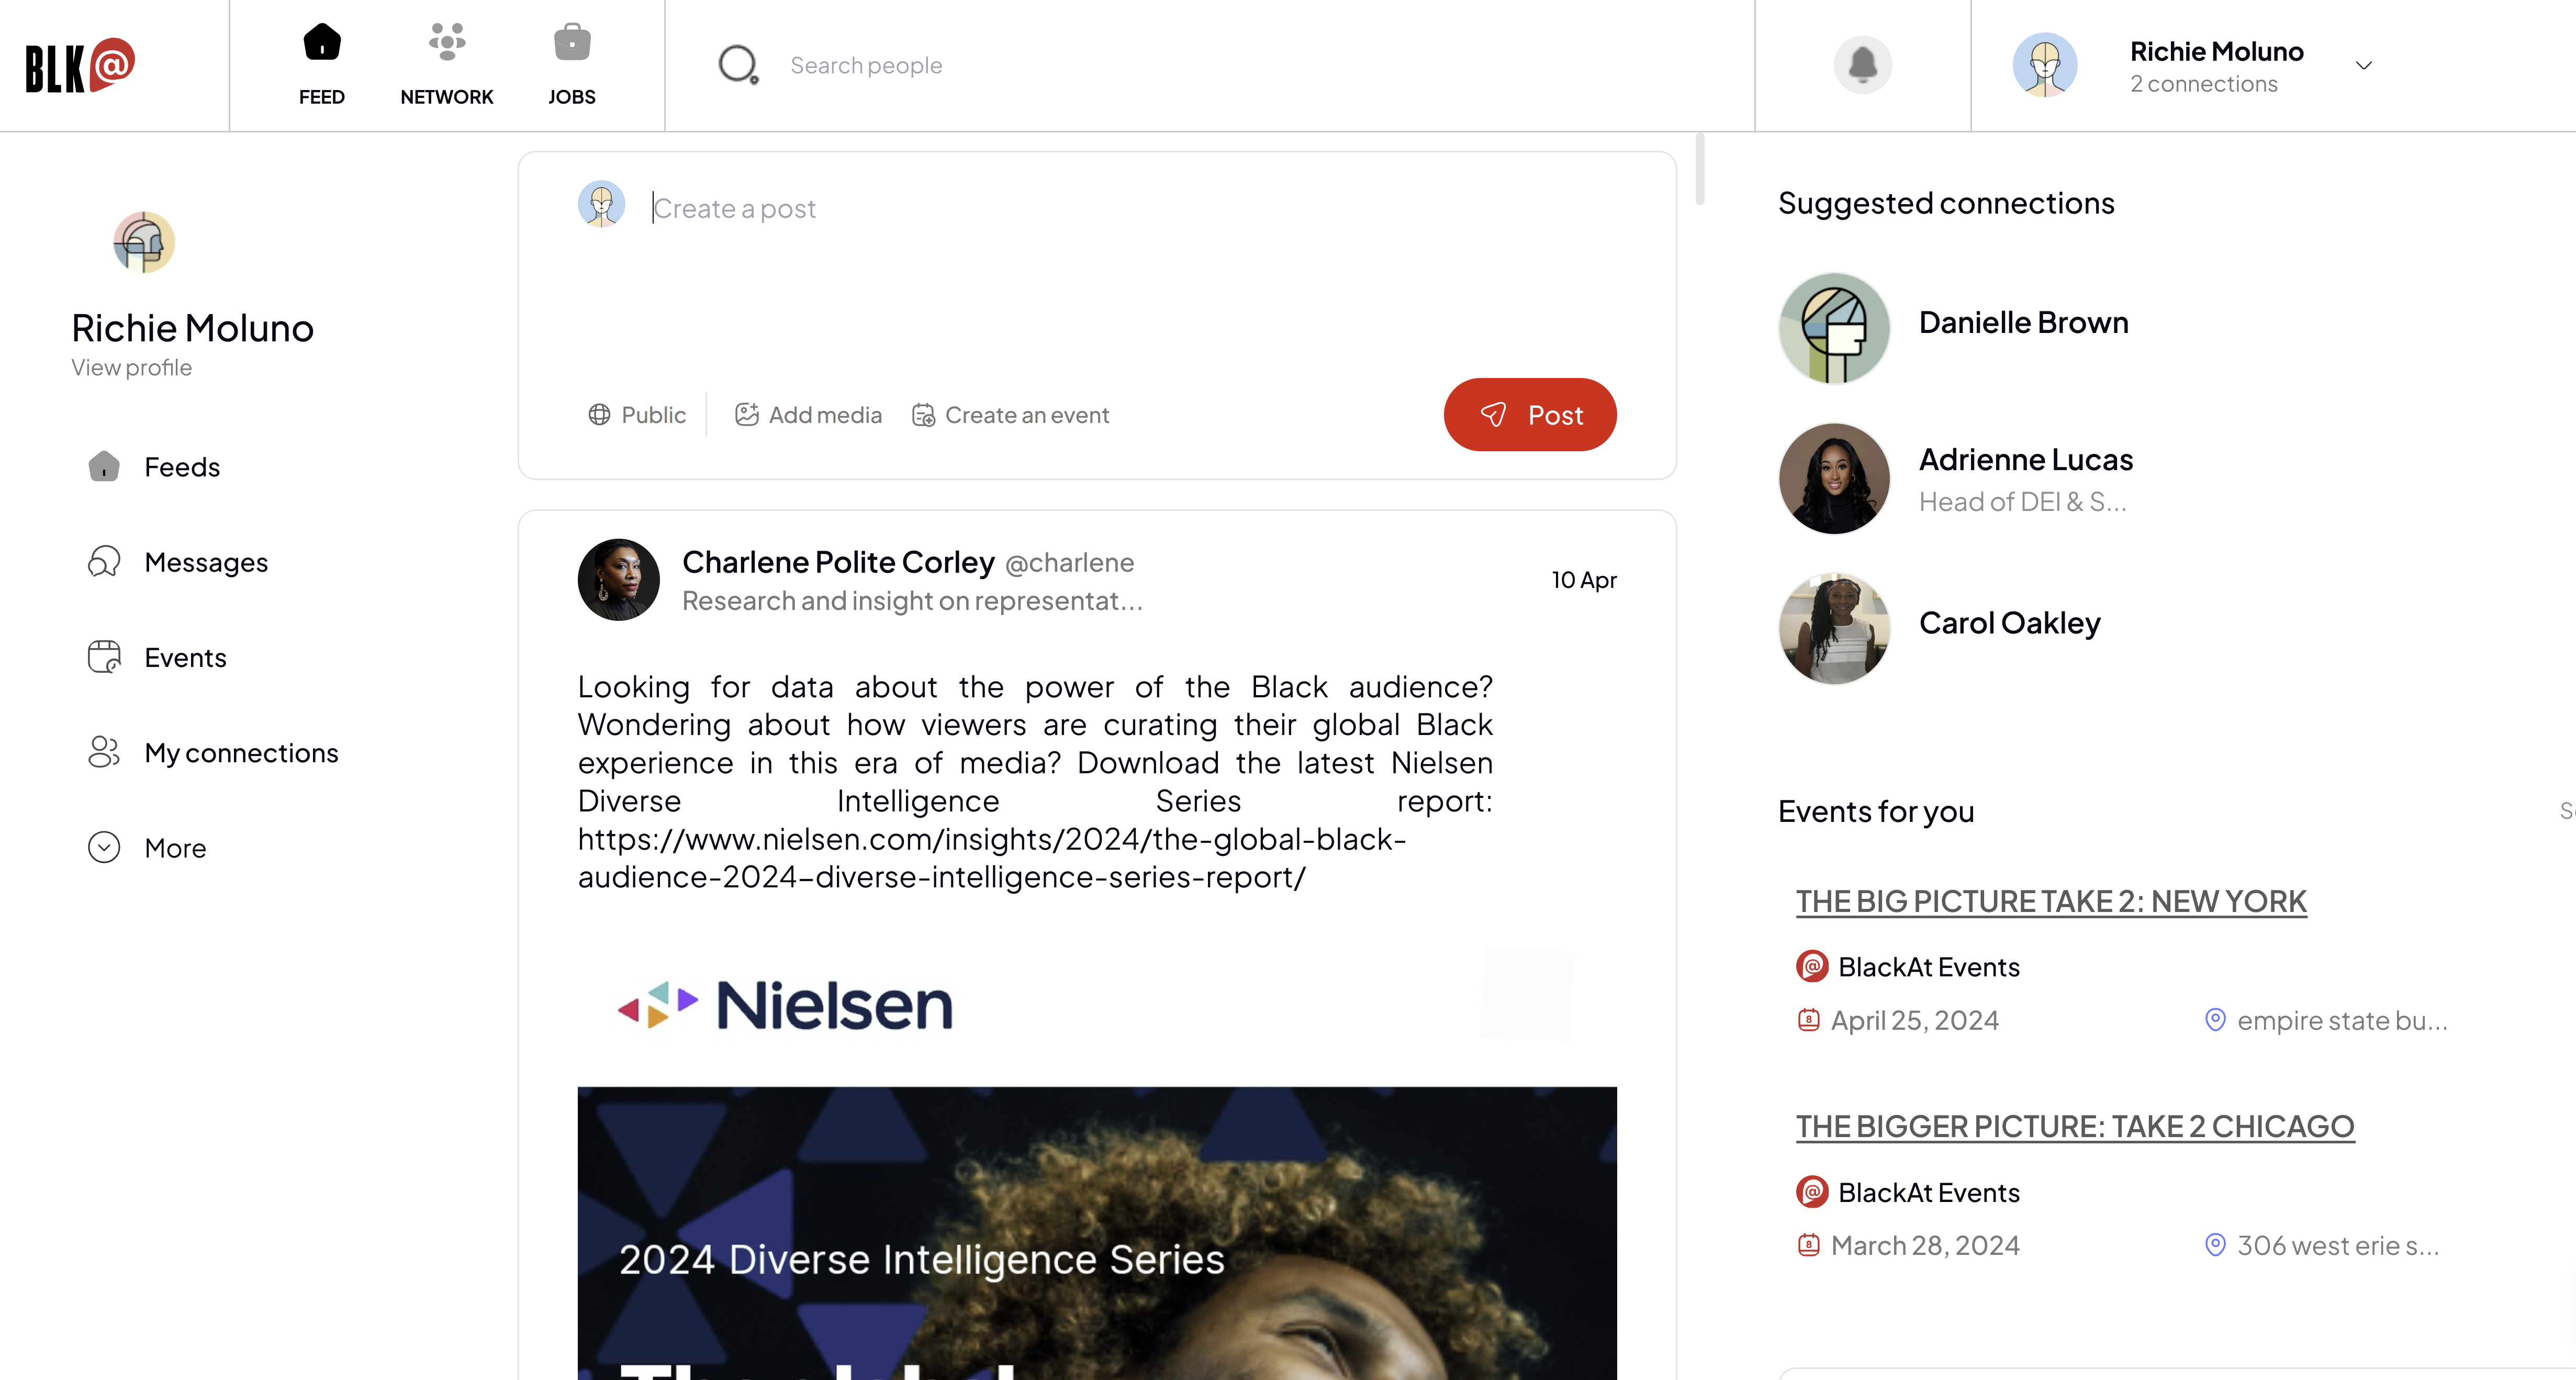 BLK@
FEED
NETWORK
JOBS
Search people
Richie Moluno
2 connections
Richie Moluno
View profile
Feeds
Messages
Events
My connections
More
Create a post
Public
Add media
Create an event
Post
Charlene Polite Corley @charlene
Research and insight on representat...
10 Apr
Looking for data about the power of the Black audience?
Wondering about how viewers are curating their global Black
experience in this era of media? Download the latest Nielsen
Diverse Intelligence Series report:
https://www.nielsen.com/insights/2024/the-global-black-
audience-2024–diverse-intelligence-series-report/
Nielsen
2024 Diverse Intelligence Series
Suggested connections
Danielle Brown
Adrienne Lucas
Head of DEI & S...
Carol Oakley
Events for you
THE BIG PICTURE TAKE 2: NEW YORK
@ BlackAt Events
8 April 25, 2024
empire state bu...
THE BIGGER PICTURE: TAKE 2 CHICAGO
@ BlackAt Events
8 March 28, 2024
306 west erie s...